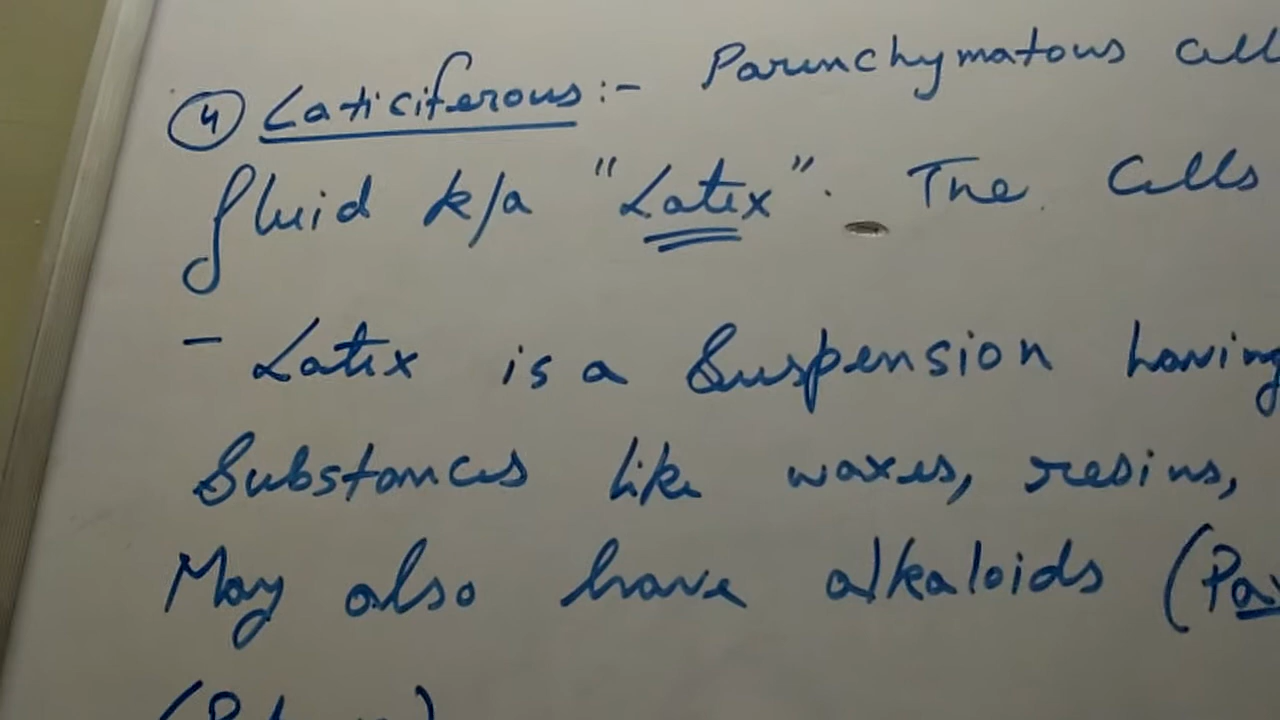 ④ Laticiferous :- Parenchymatous cell
fluid k/a "Latex". The Cells
- Latex is a Suspension having
Substances like waxes, resins,
May also have alkaloids (Pa